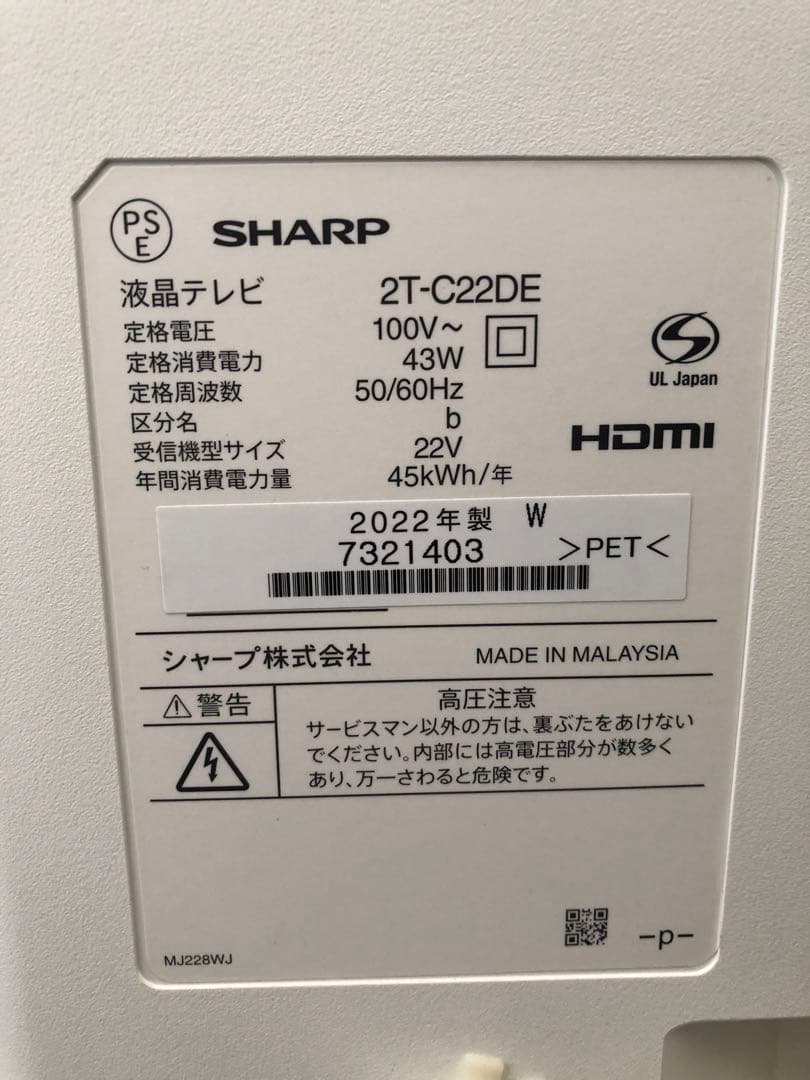 PS
E
SHARP
液晶テレビ 2T-C22DE
定格電圧 100V～
定格消費電力 43W
定格周波数 50/60Hz
区分名 b
受信機型サイズ 22V
年間消費電力量 45kWh/年
UL Japan
HDMI
2022年製 W
7321403 >PET<
シャープ株式会社 MADE IN MALAYSIA
⚠警告 高圧注意
サービスマン以外の方は、裏ぶたをあけない
でください。内部には高電圧部分が数多く
あり、万一さわると危険です。
MJ228WJ
-p-